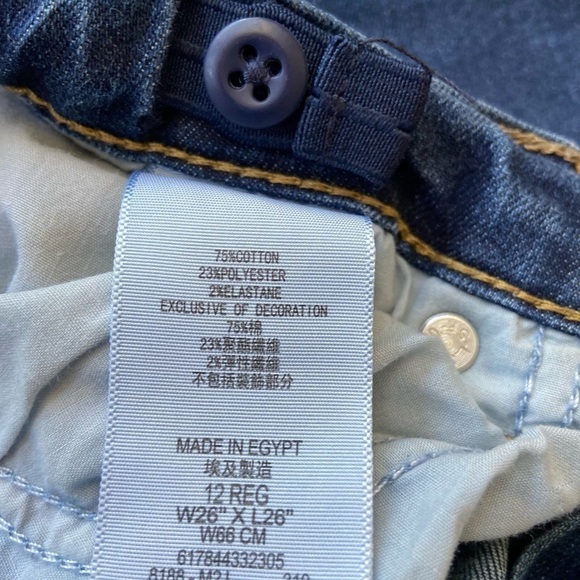 75%COTTON
23%POLYESTER
2%ELASTANE
EXCLUSIVE OF DECORATION
75%棉
23%聚酯纖維
2%彈性纖維
不包括裝飾部分
MADE IN EGYPT
埃及製造
12 REG
W26" X L26"
W66 CM
617844332305